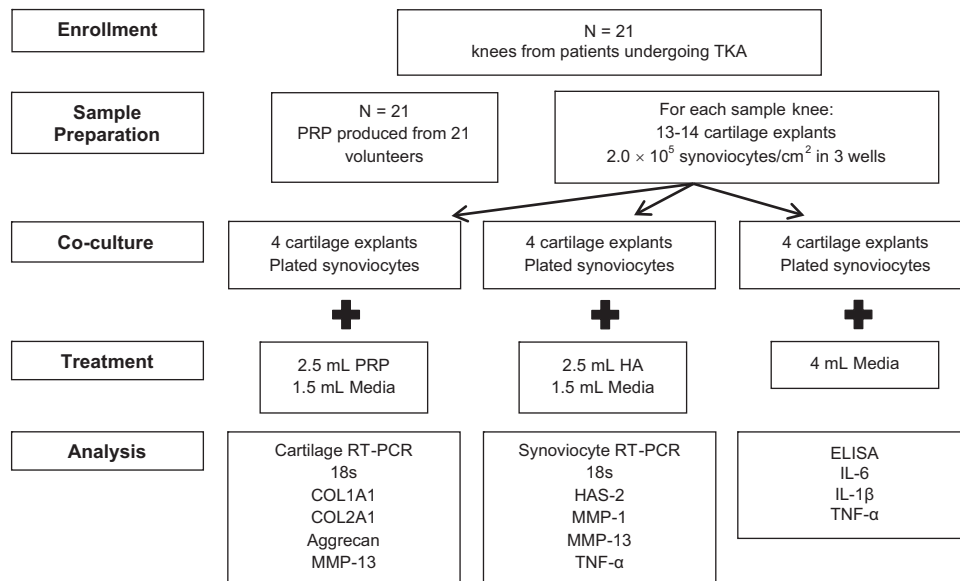 Enrollment
N = 21
knees from patients undergoing TKA
Sample
Preparation
N = 21
PRP produced from 21
volunteers
For each sample knee:
13-14 cartilage explants
2.0 × 10⁵ synoviocytes/cm² in 3 wells
Co-culture
4 cartilage explants
Plated synoviocytes
4 cartilage explants
Plated synoviocytes
4 cartilage explants
Plated synoviocytes
Treatment
2.5 mL PRP
1.5 mL Media
2.5 mL HA
1.5 mL Media
4 mL Media
Analysis
Cartilage RT-PCR
18s
COL1A1
COL2A1
Aggrecan
MMP-13
Synoviocyte RT-PCR
18s
HAS-2
MMP-1
MMP-13
TNF-α
ELISA
IL-6
IL-1β
TNF-α